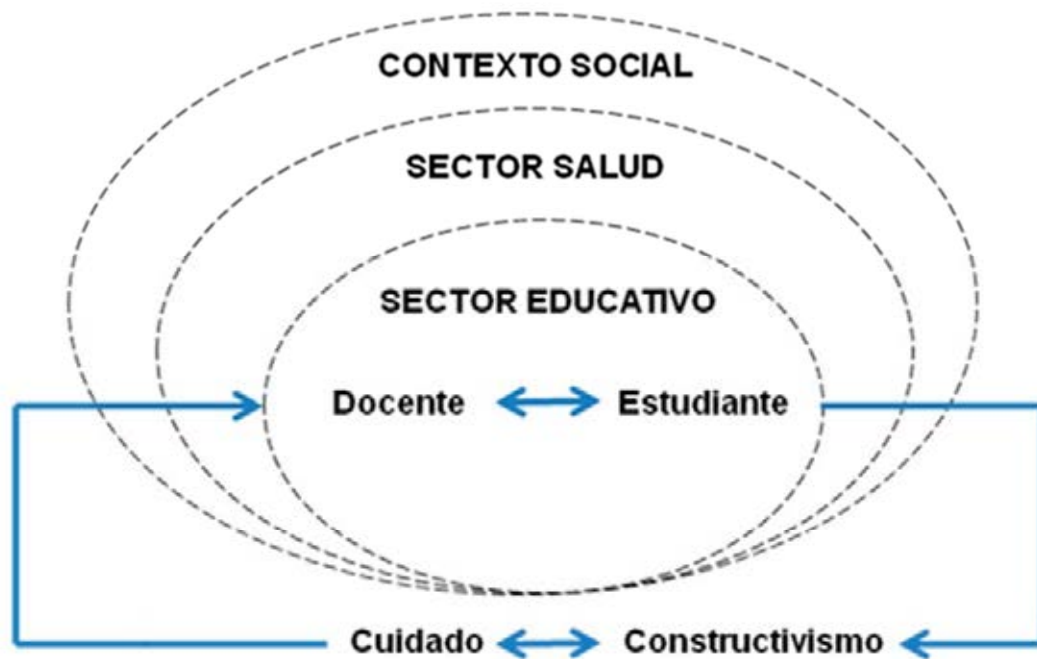 CONTEXTO SOCIAL
SECTOR SALUD
SECTOR EDUCATIVO
Docente Estudiante
Cuidado Constructivismo